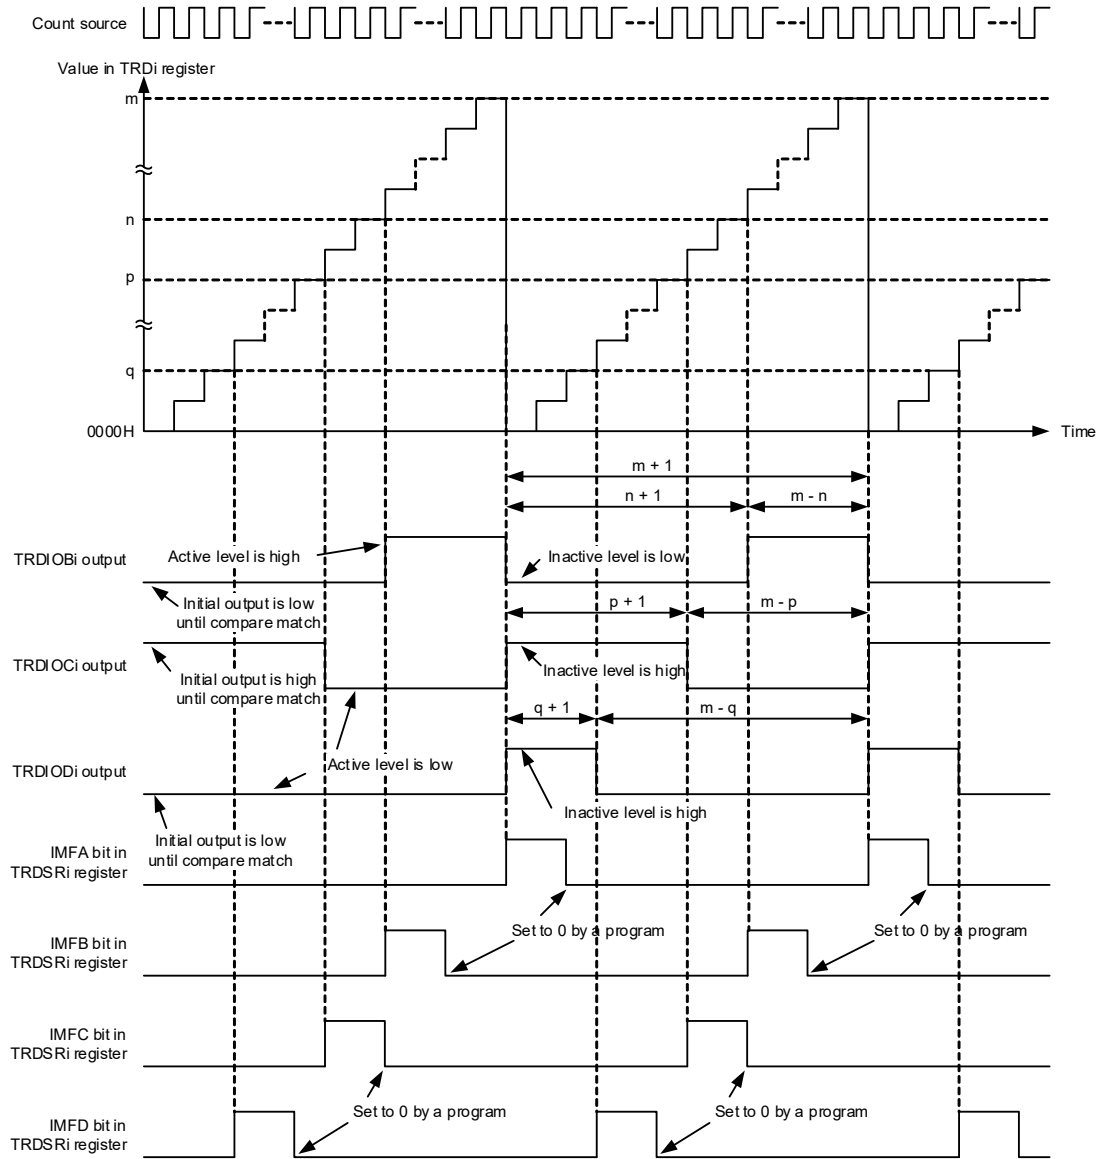 Count source
Value in TRDi register
m
n
p
q
0000H
Time
m + 1
n + 1
m - n
TRDIOBi output
Active level is high
Inactive level is low
Initial output is low
until compare match
p + 1
m - p
TRDIOCi output
Initial output is high
until compare match
Inactive level is high
q + 1
m - q
TRDIODi output
Active level is low
Inactive level is high
Initial output is low
until compare match
IMFA bit in
TRDSRi register
Set to 0 by a program
Set to 0 by a program
IMFB bit in
TRDSRi register
IMFC bit in
TRDSRi register
Set to 0 by a program
Set to 0 by a program
IMFD bit in
TRDSRi register